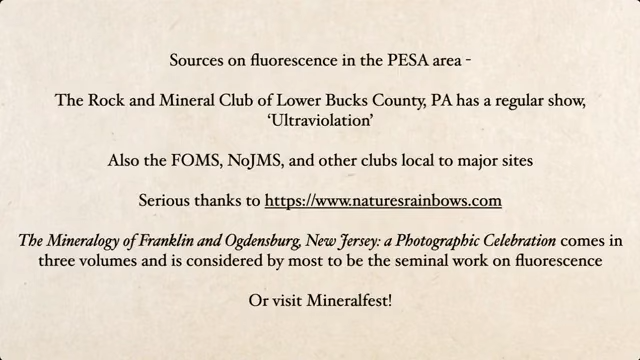 Sources on fluorescence in the PESA area -
The Rock and Mineral Club of Lower Bucks County, PA has a regular show,
‘Ultraviolation’
Also the FOMS, NoJMS, and other clubs local to major sites
Serious thanks to https://www.naturesrainbows.com
The Mineralogy of Franklin and Ogdensburg, New Jersey: a Photographic Celebration comes in
three volumes and is considered by most to be the seminal work on fluorescence
Or visit Mineralfest!